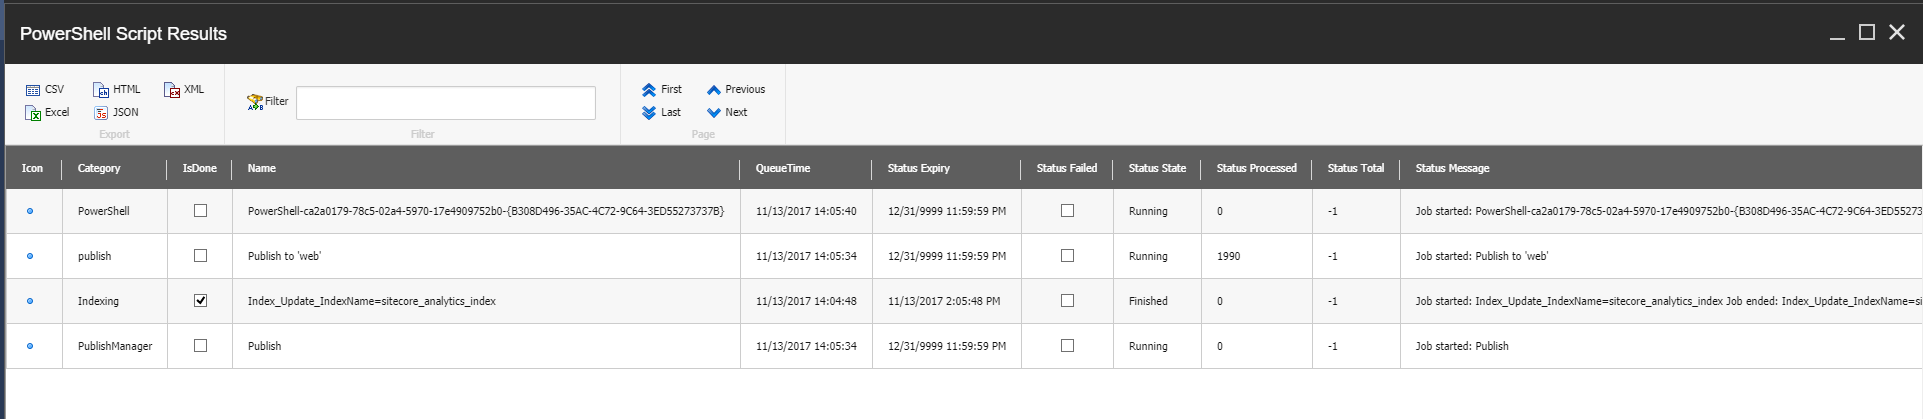 PowerShell Script Results
CSV HTML XML
Excel JSON
Export
Filter
Filter
First Previous
Last Next
Page
Icon Category IsDone Name QueueTime Status Expiry Status Failed Status State Status Processed Status Total Status Message
PowerShell PowerShell-ca2a0179-78c5-02a4-5970-17e4909752b0-{B308D496-35AC-4C72-9C64-3ED55273737B} 11/13/2017 14:05:40 12/31/9999 11:59:59 PM Running 0 -1 Job started: PowerShell-ca2a0179-78c5-02a4-5970-17e4909752b0-{B308D496-35AC-4C72-9C64-3ED5527373
publish Publish to 'web' 11/13/2017 14:05:34 12/31/9999 11:59:59 PM Running 1990 -1 Job started: Publish to 'web'
Indexing Index_Update_IndexName=sitecore_analytics_index 11/13/2017 14:04:48 11/13/2017 2:05:48 PM Finished 0 -1 Job started: Index_Update_IndexName=sitecore_analytics_index Job ended: Index_Update_IndexName=si
PublishManager Publish 11/13/2017 14:05:34 12/31/9999 11:59:59 PM Running 0 -1 Job started: Publish